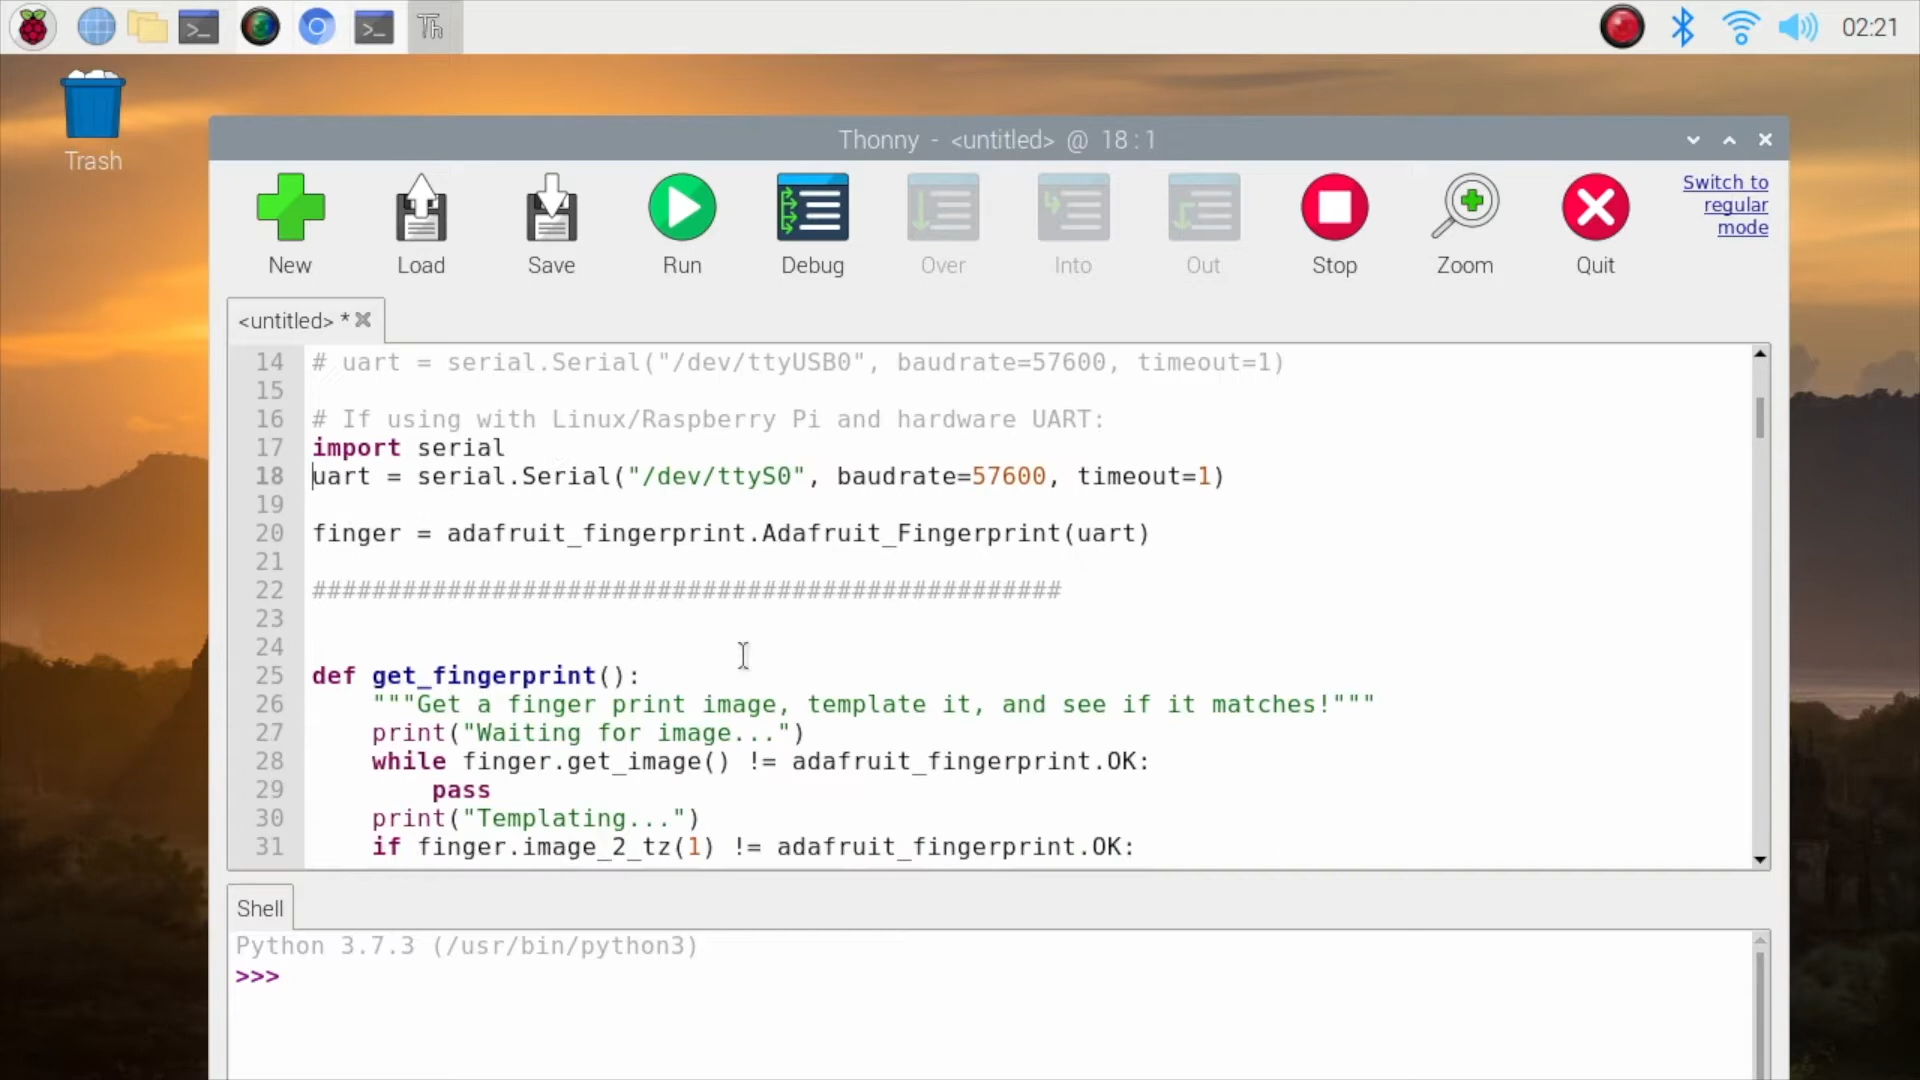 Th
02:21
Trash
Thonny - <untitled> @ 18:1
New
Load
Save
Run
Debug
Over
Into
Out
Stop
Zoom
Quit
Switch to
regular
mode
<untitled> *
14 # uart = serial.Serial("/dev/ttyUSB0", baudrate=57600, timeout=1)
15
16 # If using with Linux/Raspberry Pi and hardware UART:
17 import serial
18 uart = serial.Serial("/dev/ttyS0", baudrate=57600, timeout=1)
19
20 finger = adafruit_fingerprint.Adafruit_Fingerprint(uart)
21
22 ##################################################
23
24
25 def get_fingerprint():
26     """Get a finger print image, template it, and see if it matches!"""
27     print("Waiting for image...")
28     while finger.get_image() != adafruit_fingerprint.OK:
29         pass
30     print("Templating...")
31     if finger.image_2_tz(1) != adafruit_fingerprint.OK:
Shell
Python 3.7.3 (/usr/bin/python3)
>>>